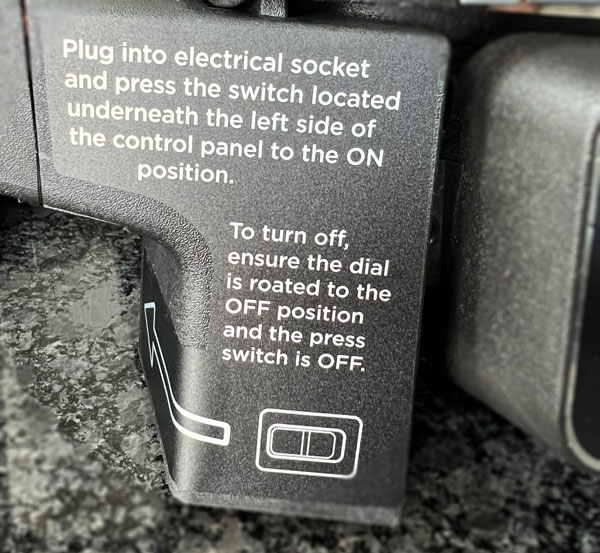 Plug into electrical socket
and press the switch located
underneath the left side of
the control panel to the ON
position.
To turn off,
ensure the dial
is roated to the
OFF position
and the press
switch is OFF.